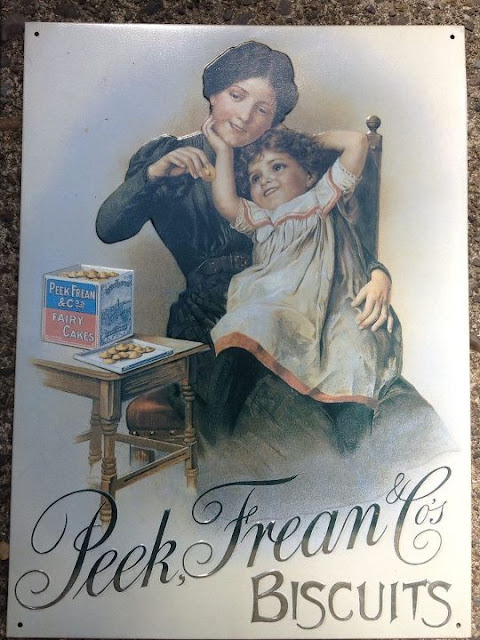 PEEK FREAN
& Co's
FAIRY
CAKES
Peek, Frean & Co's
BISCUITS